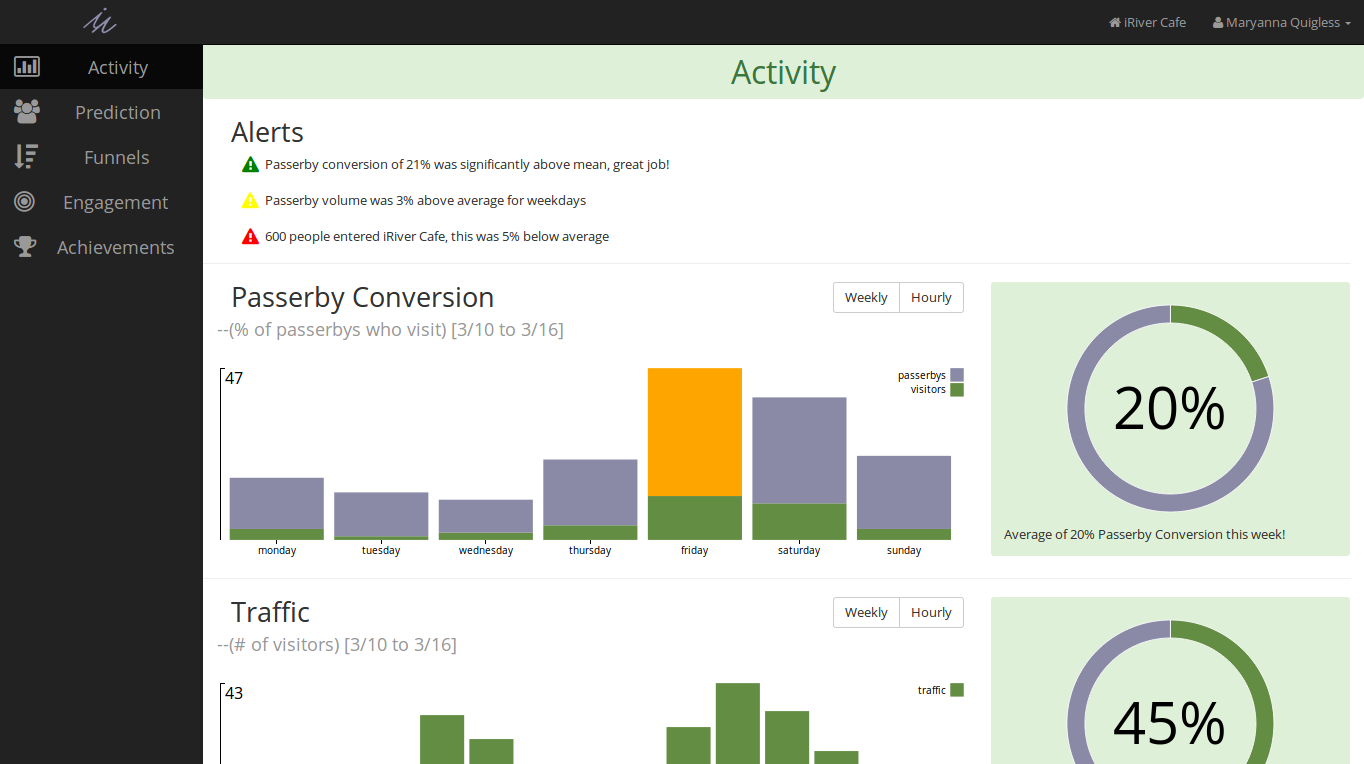 iRiver Cafe Maryanna Quigless
Activity
Prediction
Funnels
Engagement
Achievements
Activity
Alerts
Passerby conversion of 21% was significantly above mean, great job!
Passerby volume was 3% above average for weekdays
600 people entered iRiver Cafe, this was 5% below average
Passerby Conversion
Weekly Hourly
--(% of passerbys who visit) [3/10 to 3/16]
47
passerbys
visitors
monday tuesday wednesday thursday friday saturday sunday
20%
Average of 20% Passerby Conversion this week!
Traffic
Weekly Hourly
--(# of visitors) [3/10 to 3/16]
43
traffic
45%